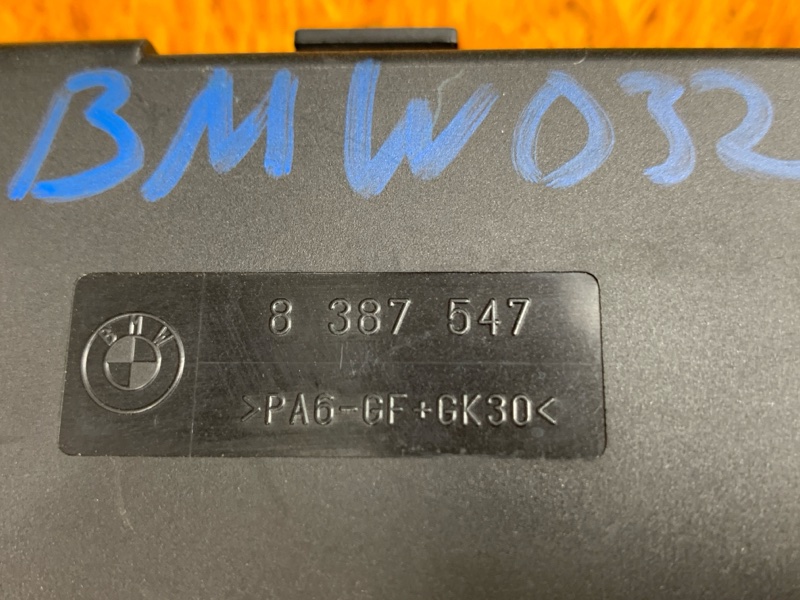 BMW032
BMW
8 387 547
>PA6-GF+GK30<